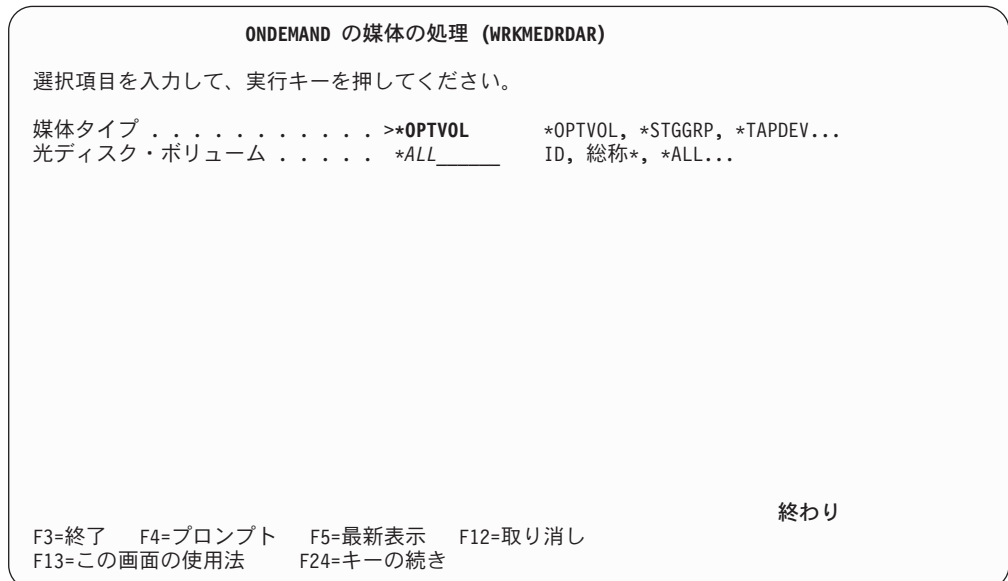 ONDEMAND の媒体の処理 (WRKMEDRDAR)
選択項目を入力して、実行キーを押してください。
媒体タイプ . . . . . . . . . . . . >*OPTVOL *OPTVOL, *STGGRP, *TAPDEV...
光ディスク・ボリューム . . . . . *ALL______ ID, 総称*, *ALL...
終わり
F3=終了 F4=プロンプト F5=最新表示 F12=取り消し
F13=この画面の使用法 F24=キーの続き